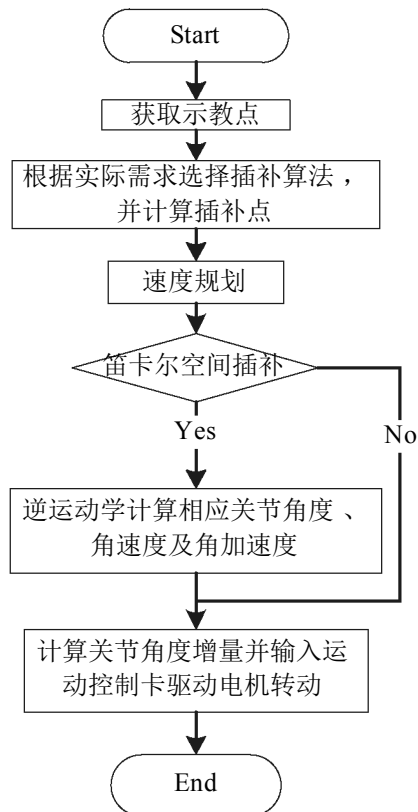 Start
获取示教点
根据实际需求选择插补算法，
并计算插补点
速度规划
笛卡尔空间插补
Yes
No
逆运动学计算相应关节角度、
角速度及角加速度
计算关节角度增量并输入运
动控制卡驱动电机转动
End